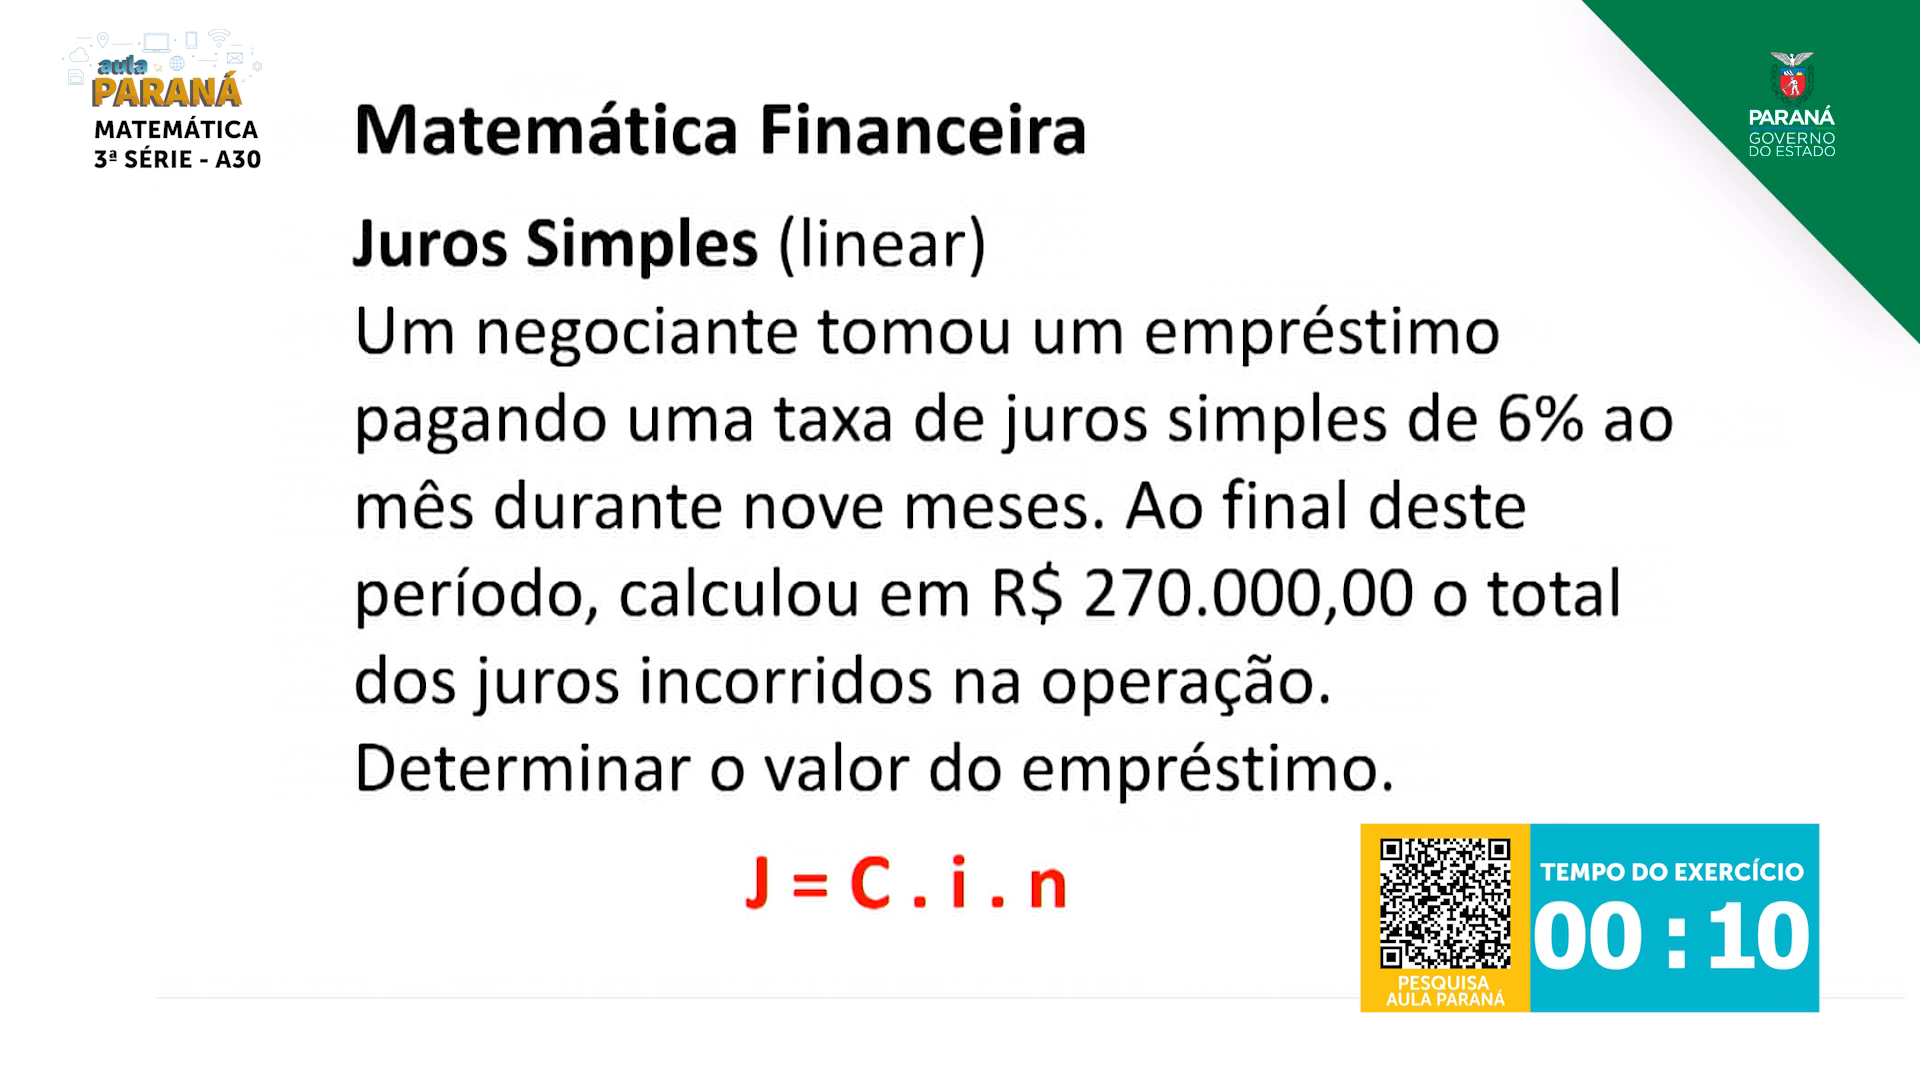 aula
PARANÁ
MATEMÁTICA
3ª SÉRIE - A30
PARANÁ
GOVERNO
DO ESTADO
Matemática Financeira
Juros Simples (linear)
Um negociante tomou um empréstimo
pagando uma taxa de juros simples de 6% ao
mês durante nove meses. Ao final deste
período, calculou em R$ 270.000,00 o total
dos juros incorridos na operação.
Determinar o valor do empréstimo.
J = C . i . n
PESQUISA
AULA PARANÁ
TEMPO DO EXERCÍCIO
00 : 10